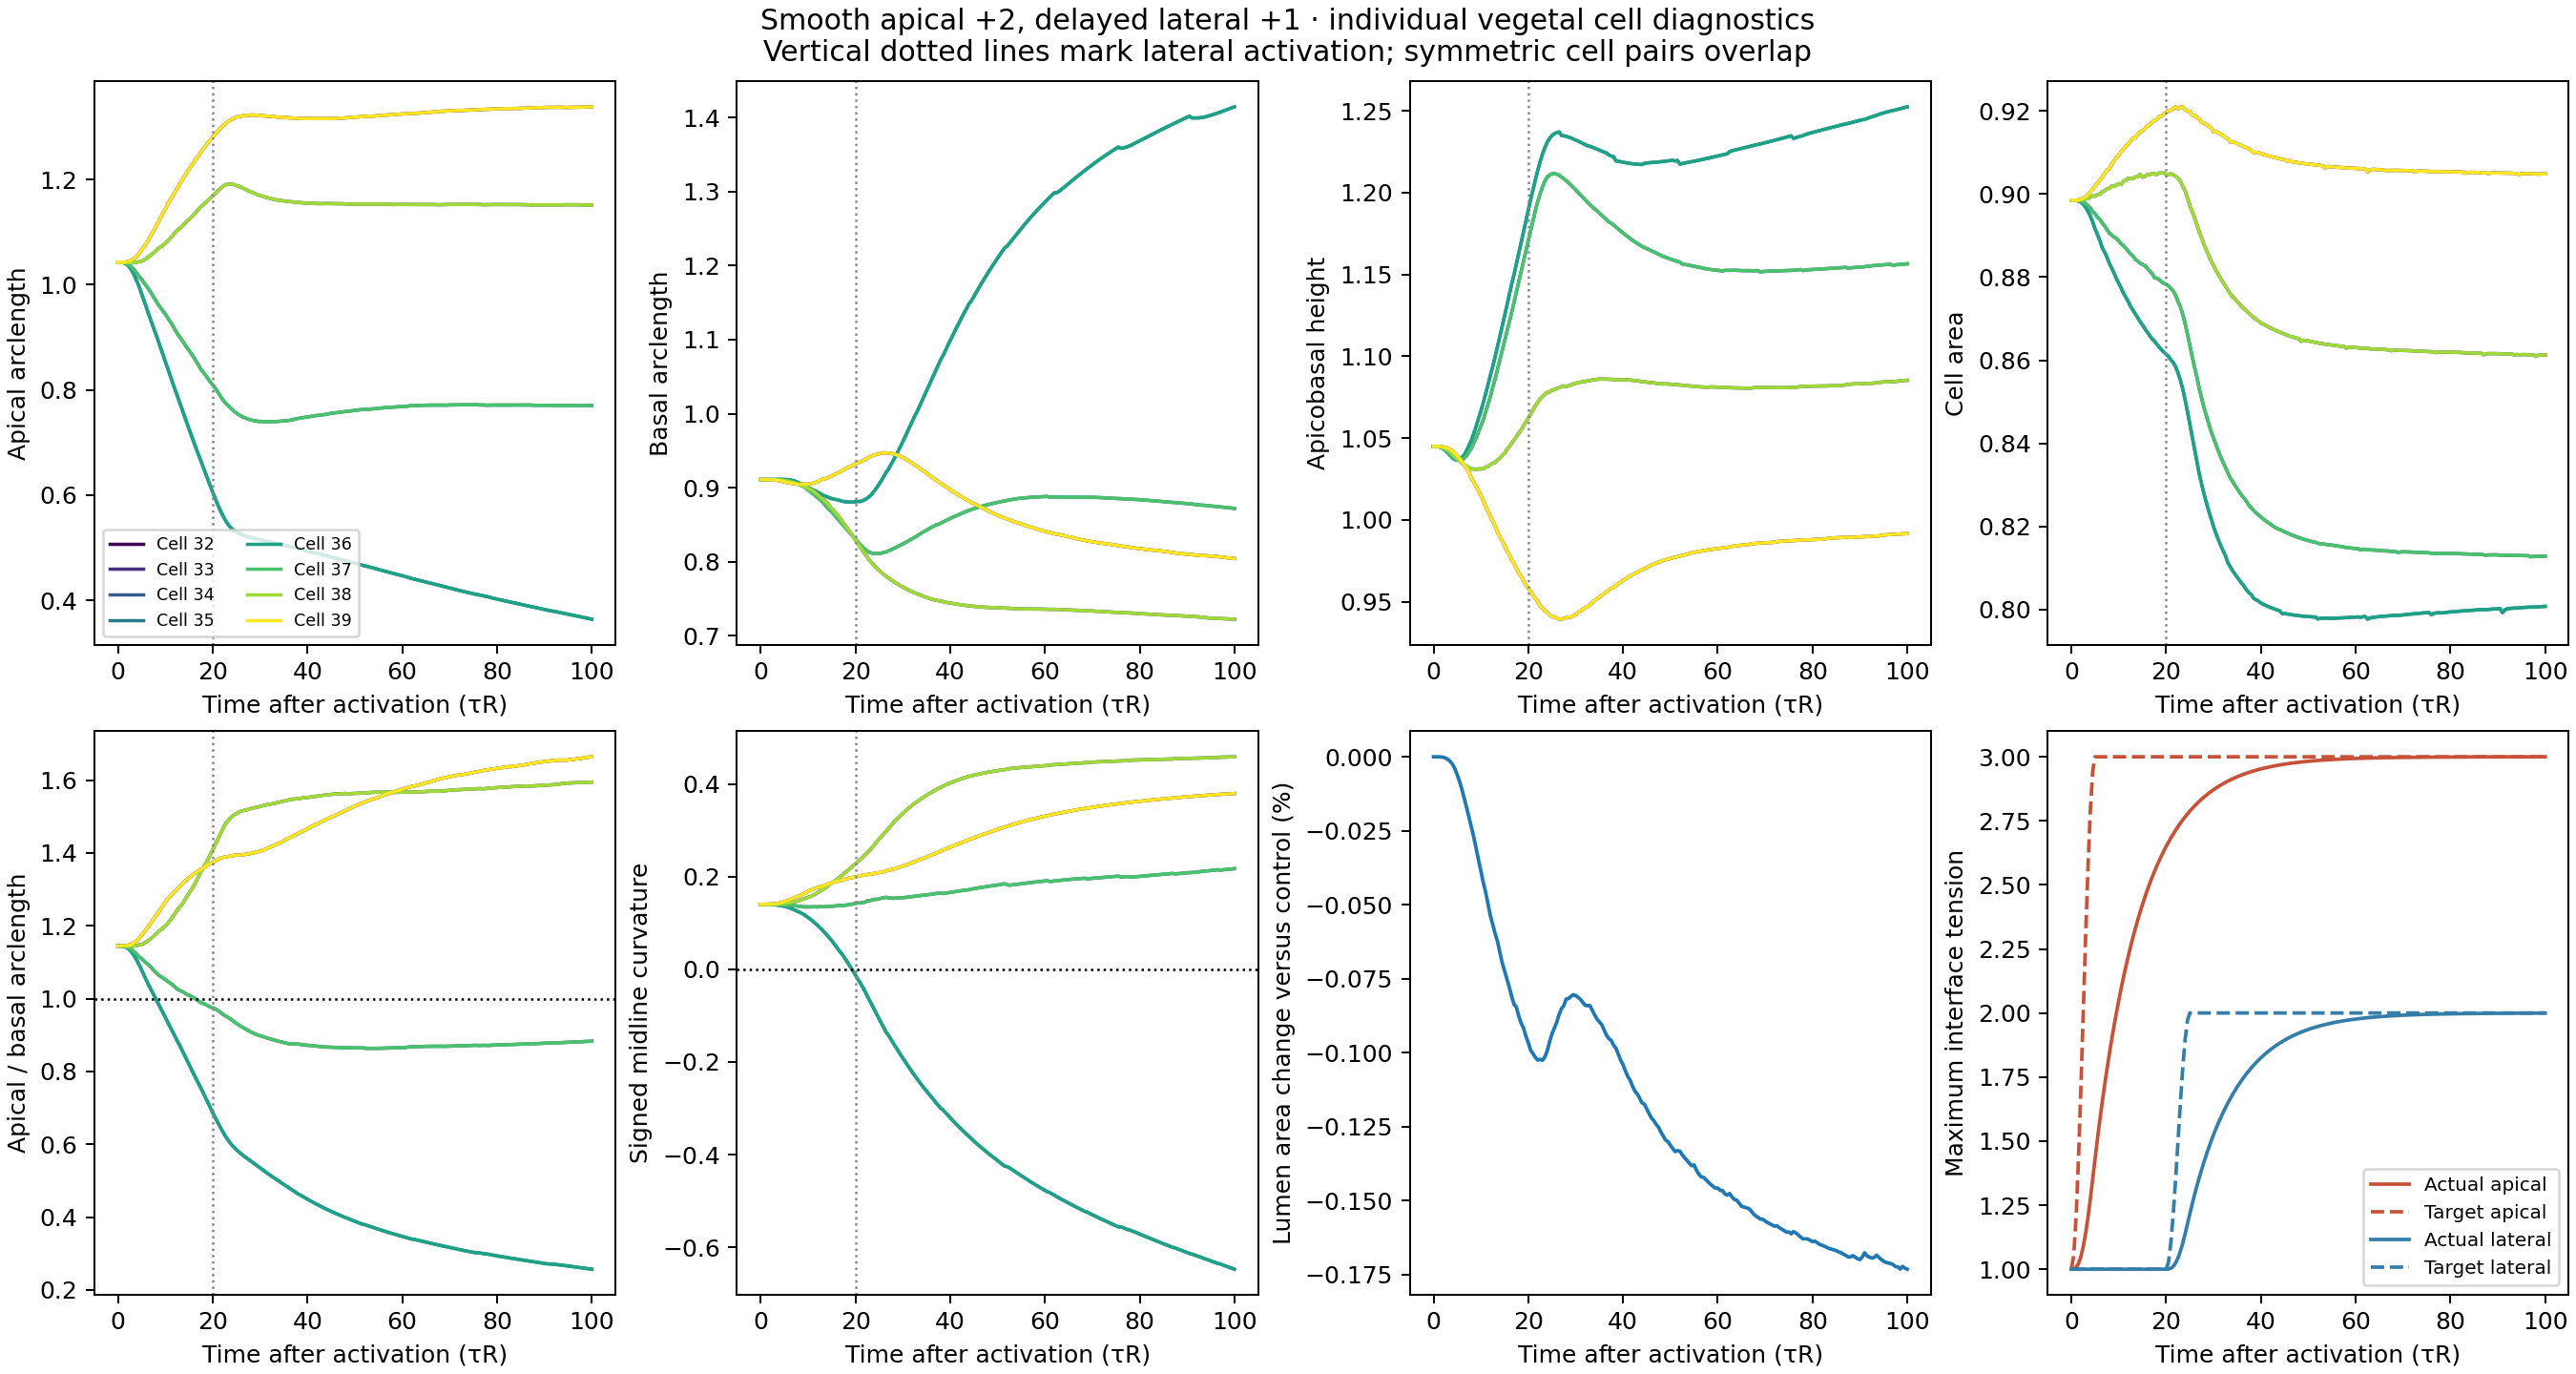 Smooth apical +2, delayed lateral +1 · individual vegetal cell diagnostics
Vertical dotted lines mark lateral activation; symmetric cell pairs overlap
Apical arclength
1.2
1.0
0.8
0.6
0.4
Cell 32
Cell 33
Cell 34
Cell 35
Cell 36
Cell 37
Cell 38
Cell 39
0 20 40 60 80 100
Time after activation (τR)
Basal arclength
1.4
1.3
1.2
1.1
1.0
0.9
0.8
0.7
0 20 40 60 80 100
Time after activation (τR)
Apicobasal height
1.25
1.20
1.15
1.10
1.05
1.00
0.95
0 20 40 60 80 100
Time after activation (τR)
Cell area
0.92
0.90
0.88
0.86
0.84
0.82
0.80
0 20 40 60 80 100
Time after activation (τR)
Apical / basal arclength
1.6
1.4
1.2
1.0
0.8
0.6
0.4
0.2
0 20 40 60 80 100
Time after activation (τR)
Signed midline curvature
0.4
0.2
0.0
−0.2
−0.4
−0.6
0 20 40 60 80 100
Time after activation (τR)
Lumen area change versus control (%)
0.000
−0.025
−0.050
−0.075
−0.100
−0.125
−0.150
−0.175
0 20 40 60 80 100
Time after activation (τR)
Maximum interface tension
3.00
2.75
2.50
2.25
2.00
1.75
1.50
1.25
1.00
Actual apical
Target apical
Actual lateral
Target lateral
0 20 40 60 80 100
Time after activation (τR)